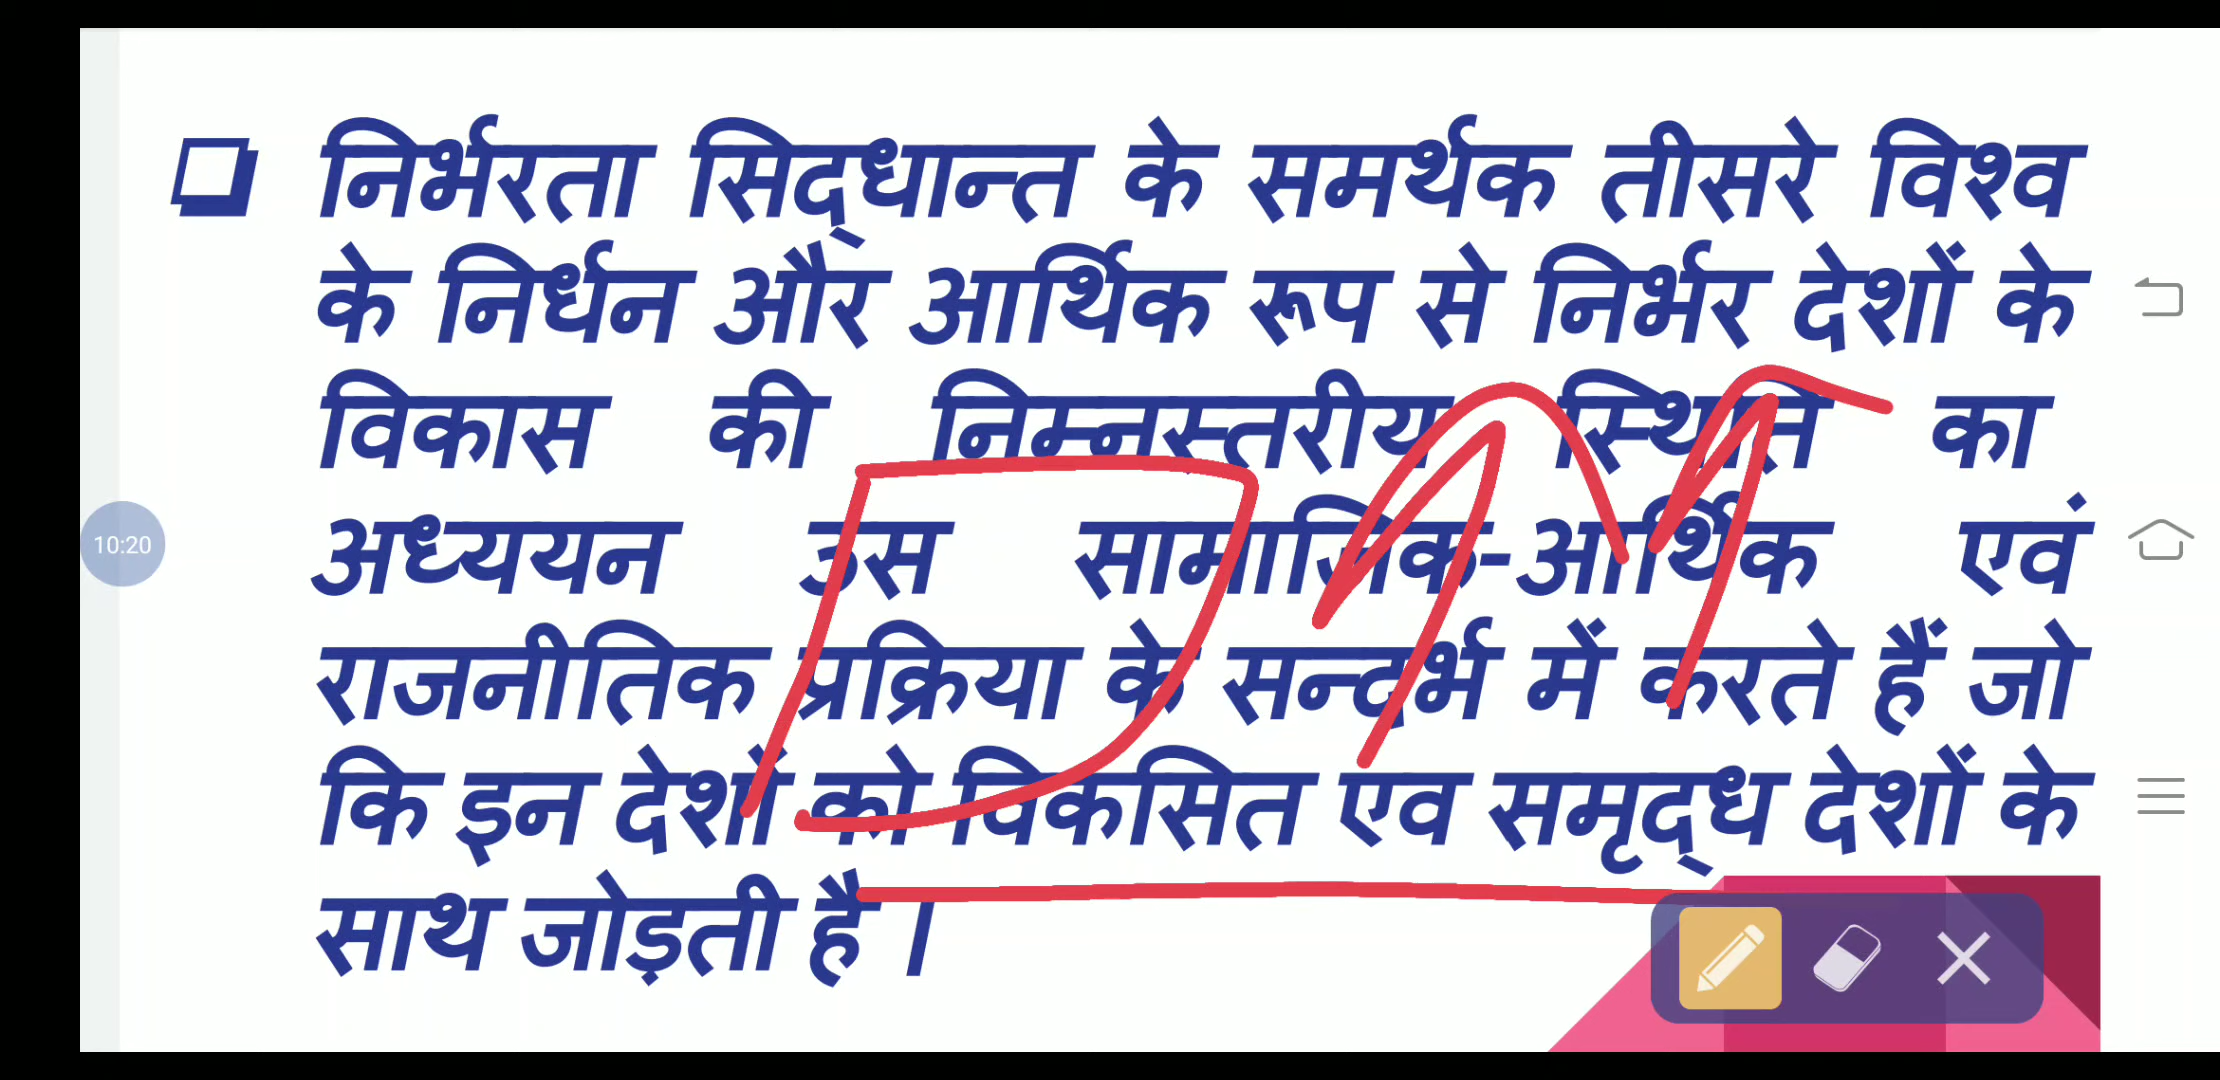 ❑ निर्भरता सिद्धान्त के समर्थक तीसरे विश्व
के निर्धन और आर्थिक रूप से निर्भर देशों के
विकास की निम्नस्तरीय स्थिति का
अध्ययन उस सामाजिक-आर्थिक एवं
राजनीतिक प्रक्रिया के सन्दर्भ में करते हैं जो
कि इन देशों को विकसित एव समृद्ध देशों के
साथ जोड़ती है |
10:20